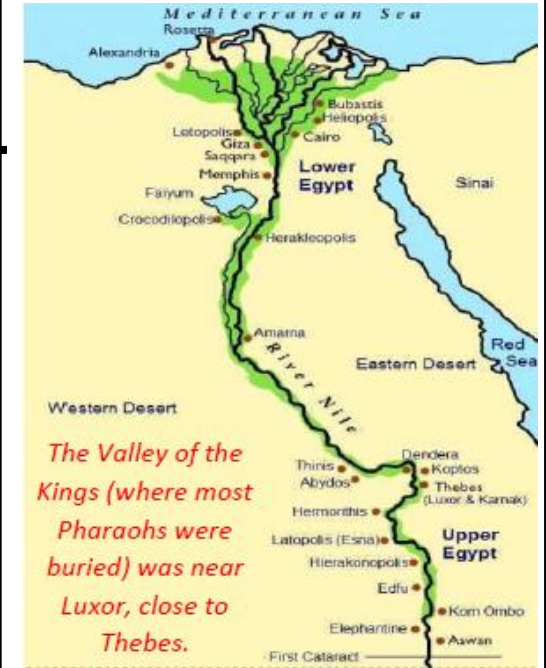 Mediterranean Sea
Rosetta
Alexandria
Bubastis
Heliopolis
Letopolis
Cairo
Giza
Saqqara
Lower
Egypt
Memphis
Sinai
Faiyum
Crocodilopolis
Herakleopolis
Amarna
River Nile
Red
Sea
Eastern Desert
Western Desert
The Valley of the
Kings (where most
Pharaohs were
buried) was near
Luxor, close to
Thebes.
Dendera
Thinis
Koptos
Abydos
Thebes
(Luxor & Karnak)
Hermonthis
Latopolis (Esna)
Upper
Egypt
Hierakonopolis
Edfu
Kom Ombo
Elephantine
Aswan
First Cataract